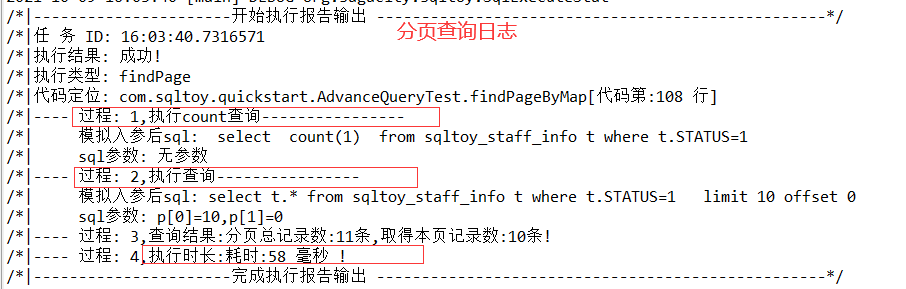 /*|----------------------开始执行报告输出 --------------------------------------------------*/
分页查询日志
/*|任 务 ID: 16:03:40.7316571
/*|执行结果: 成功!
/*|执行类型: findPage
/*|代码定位: com.sqltoy.quickstart.AdvanceQueryTest.findPageByMap[代码第:108 行]
/*|---- 过程: 1,执行count查询----------------
/*|     模拟入参后sql: select  count(1)  from sqltoy_staff_info t where t.STATUS=1
/*|     sql参数: 无参数
/*|---- 过程: 2,执行查询----------------
/*|     模拟入参后sql: select t.* from sqltoy_staff_info t where t.STATUS=1   limit 10 offset 0
/*|     sql参数: p[0]=10,p[1]=0
/*|---- 过程: 3,查询结果:分页总记录数:11条,取得本页记录数:10条!
/*|---- 过程: 4,执行时长:耗时:58 毫秒 !
/*|----------------------完成执行报告输出 --------------------------------------------------*/